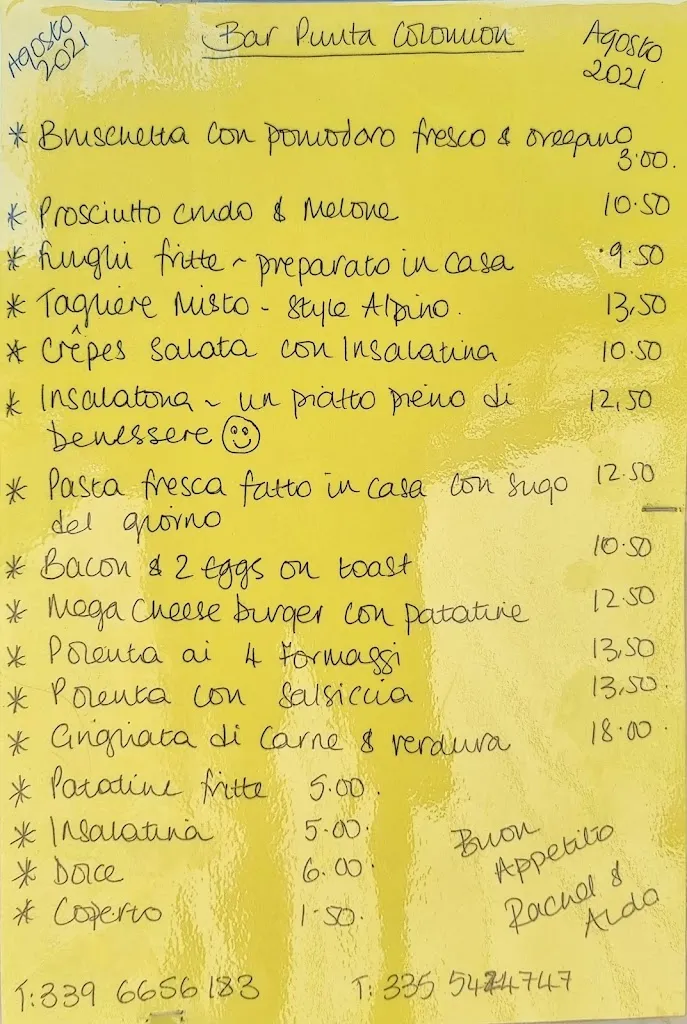 Agosto 2021
Bar Punta Colomion
Agosto 2021
* Bruschetta con pomodoro fresco & oregano 3.00.
* Prosciutto crudo & Melone 10.50
* Funghi fritte ~ preparato in casa 9.50
* Tagliere Misto - Style Alpino. 13,50
* Crêpes Salata con Insalatina 10.50
* Insalatona ~ un piatto pieno di 12,50
benessere ☺
* Pasta fresca fatto in casa con sugo 12.50
del giorno
* Bacon & 2 eggs on toast 10.50
* Mega Cheese burger con patatine 12.50
* Polenta ai 4 Formaggi 13,50
* Polenta con Salsiccia 13,50.
* Grigliata di Carne & verdura 18.00.
* Patatine fritte 5.00.
* Insalatina 5.00.
* Dolce 6.00.
* Coperto 1.50.
Buon
Appetito
Rachel &
Aldo
T:339 6656183 T: 335